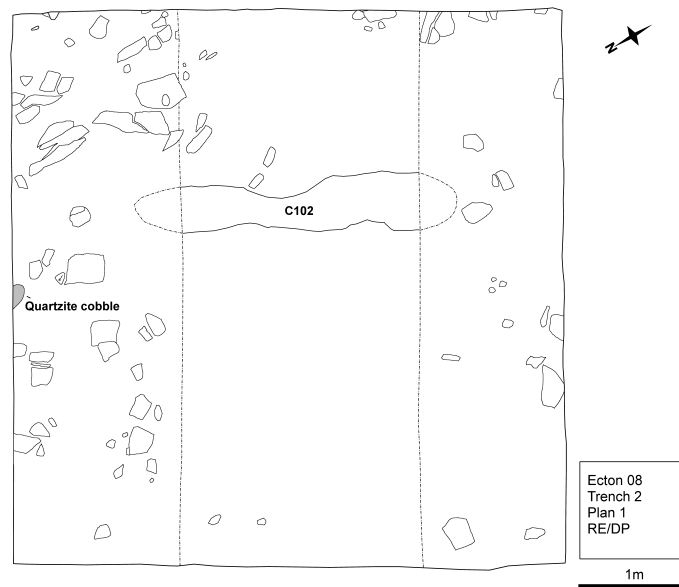 N
C102
Quartzite cobble
Ecton 08
Trench 2
Plan 1
RE/DP
1m